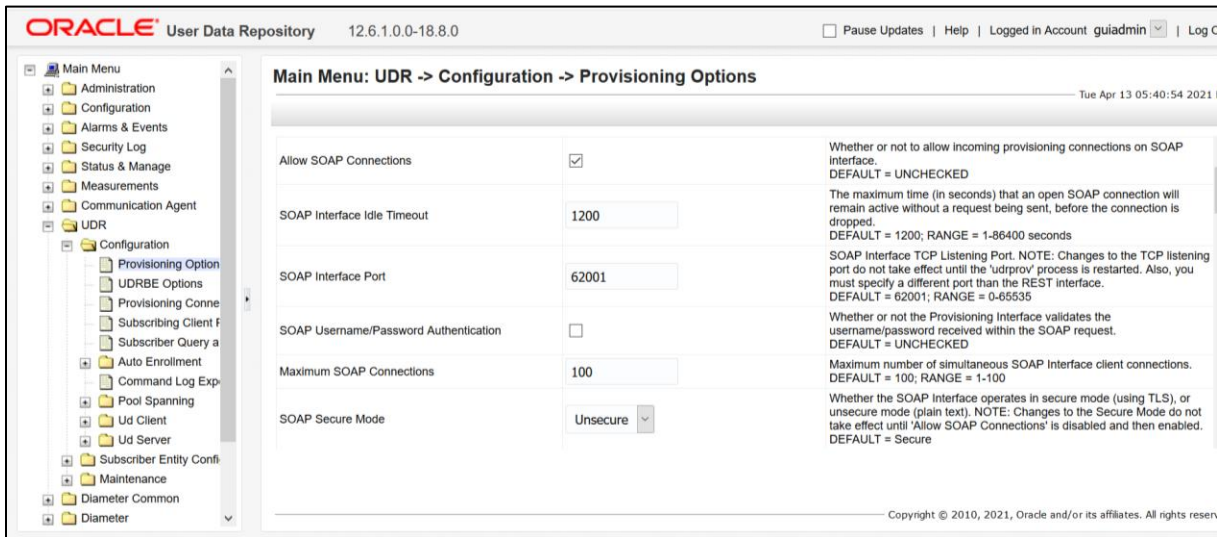 ORACLE® User Data Repository 12.6.1.0.0-18.8.0 Pause Updates | Help | Logged in Account guiadmin | Log
Main Menu
Administration
Configuration
Alarms & Events
Security Log
Status & Manage
Measurements
Communication Agent
UDR
Configuration
Provisioning Option
UDRBE Options
Provisioning Conne
Subscribing Client
Subscriber Query a
Auto Enrollment
Command Log Exp
Pool Spanning
Ud Client
Ud Server
Subscriber Entity Confi
Maintenance
Diameter Common
Diameter
Main Menu: UDR -> Configuration -> Provisioning Options
Tue Apr 13 05:40:54 2021
Allow SOAP Connections
Whether or not to allow incoming provisioning connections on SOAP
interface.
DEFAULT = UNCHECKED
SOAP Interface Idle Timeout 1200
The maximum time (in seconds) that an open SOAP connection will
remain active without a request being sent, before the connection is
dropped.
DEFAULT = 1200; RANGE = 1-86400 seconds
SOAP Interface Port 62001
SOAP Interface TCP Listening Port. NOTE: Changes to the TCP listening
port do not take effect until the 'udrprov' process is restarted. Also, you
must specify a different port than the REST interface.
DEFAULT = 62001; RANGE = 0-65535
SOAP Username/Password Authentication
Whether or not the Provisioning Interface validates the
username/password received within the SOAP request.
DEFAULT = UNCHECKED
Maximum SOAP Connections 100
Maximum number of simultaneous SOAP Interface client connections.
DEFAULT = 100; RANGE = 1-100
SOAP Secure Mode Unsecure
Whether the SOAP Interface operates in secure mode (using TLS), or
unsecure mode (plain text). NOTE: Changes to the Secure Mode do not
take effect until 'Allow SOAP Connections' is disabled and then enabled.
DEFAULT = Secure
Copyright © 2010, 2021, Oracle and/or its affiliates. All rights reserv